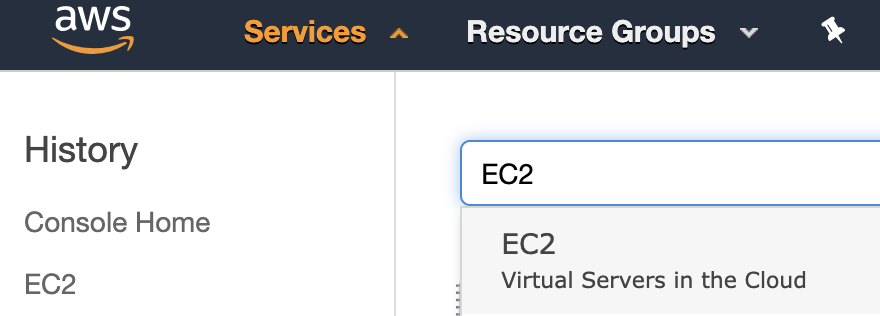 aws Services Resource Groups
History
Console Home
EC2
EC2
EC2
Virtual Servers in the Cloud